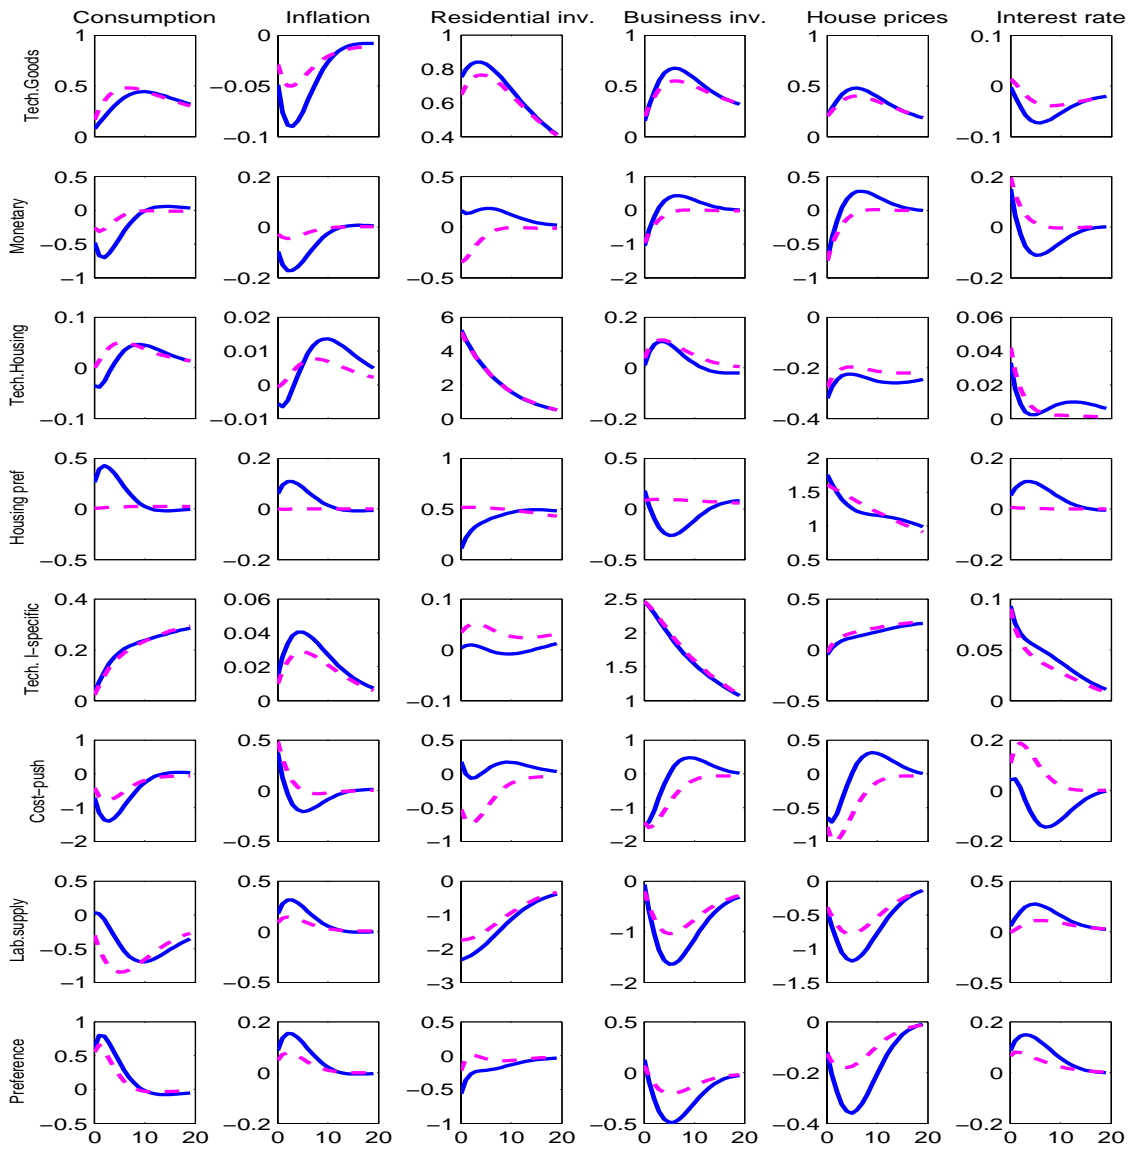 Consumption Inflation Residential inv. Business inv. House prices Interest rate
Tech.Goods
1 0 1 1 1 0.1
0.8
0.5 −0.05 0.5 0.5 0
0.6
0 −0.1 0.4 0 0 −0.1
Monetary
0.5 0.2 0.5 1 1 0.2
0 0 0
0 0 0
−0.5 −1
−1 −0.2 −0.5 −2 −1 −0.2
Tech.Housing
0.1 0.02 6 0.2 0 0.06
0.01 4 0.04
0 0 −0.2
0 2 0.02
−0.1 −0.01 0 −0.2 −0.4 0
Housing pref
0.5 0.2 1 0.5 2 0.2
1.5
0 0 0.5 0 0
1
−0.5 −0.2 0 −0.5 0.5 −0.2
Tech. I−specific
0.4 0.06 0.1 2.5 0.5 0.1
0.04 2
0.2 0 0 0.05
0.02 1.5
0 0 −0.1 1 −0.5 0
Cost−push
1 0.5 0.5 1 0.5 0.2
0 0 0 0
0 0
−1 −0.5 −1 −0.5
−2 −0.5 −1 −2 −1 −0.2
Lab.supply
0.5 0.5 0 0 0 0.5
0 −1 −0.5
0 −1 0
−0.5 −2 −1
−1 −0.5 −3 −2 −1.5 −0.5
Preference
1 0.2 0.5 0.5 0 0.2
0.5
0 0 0 −0.2 0
0
−0.5 −0.2 −0.5 −0.5 −0.4 −0.2
0 10 20 0 10 20 0 10 20 0 10 20 0 10 20 0 10 20